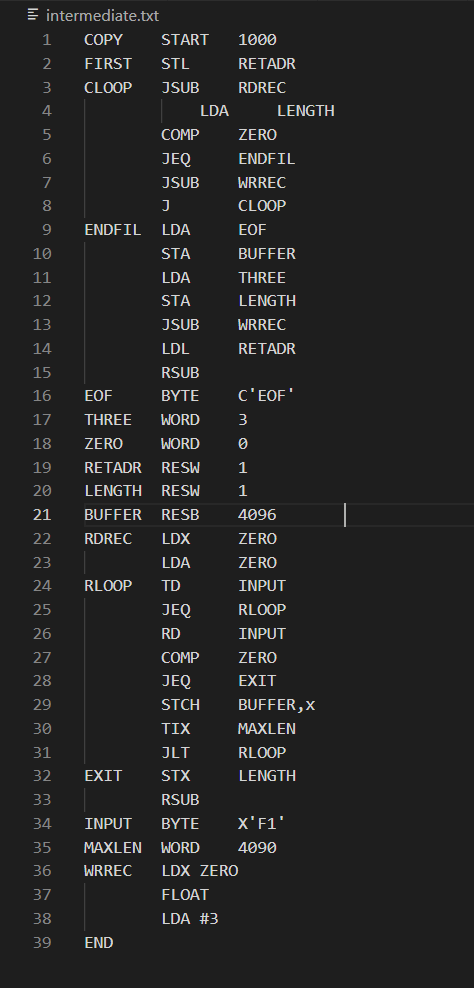 intermediate.txt
1 COPY START 1000
2 FIRST STL RETADR
3 CLOOP JSUB RDREC
4 LDA LENGTH
5 COMP ZERO
6 JEQ ENDFIL
7 JSUB WRREC
8 J CLOOP
9 ENDFIL LDA EOF
10 STA BUFFER
11 LDA THREE
12 STA LENGTH
13 JSUB WRREC
14 LDL RETADR
15 RSUB
16 EOF BYTE C'EOF'
17 THREE WORD 3
18 ZERO WORD 0
19 RETADR RESW 1
20 LENGTH RESW 1
21 BUFFER RESB 4096
22 RDREC LDX ZERO
23 LDA ZERO
24 RLOOP TD INPUT
25 JEQ RLOOP
26 RD INPUT
27 COMP ZERO
28 JEQ EXIT
29 STCH BUFFER,x
30 TIX MAXLEN
31 JLT RLOOP
32 EXIT STX LENGTH
33 RSUB
34 INPUT BYTE X'F1'
35 MAXLEN WORD 4090
36 WRREC LDX ZERO
37 FLOAT
38 LDA #3
39 END